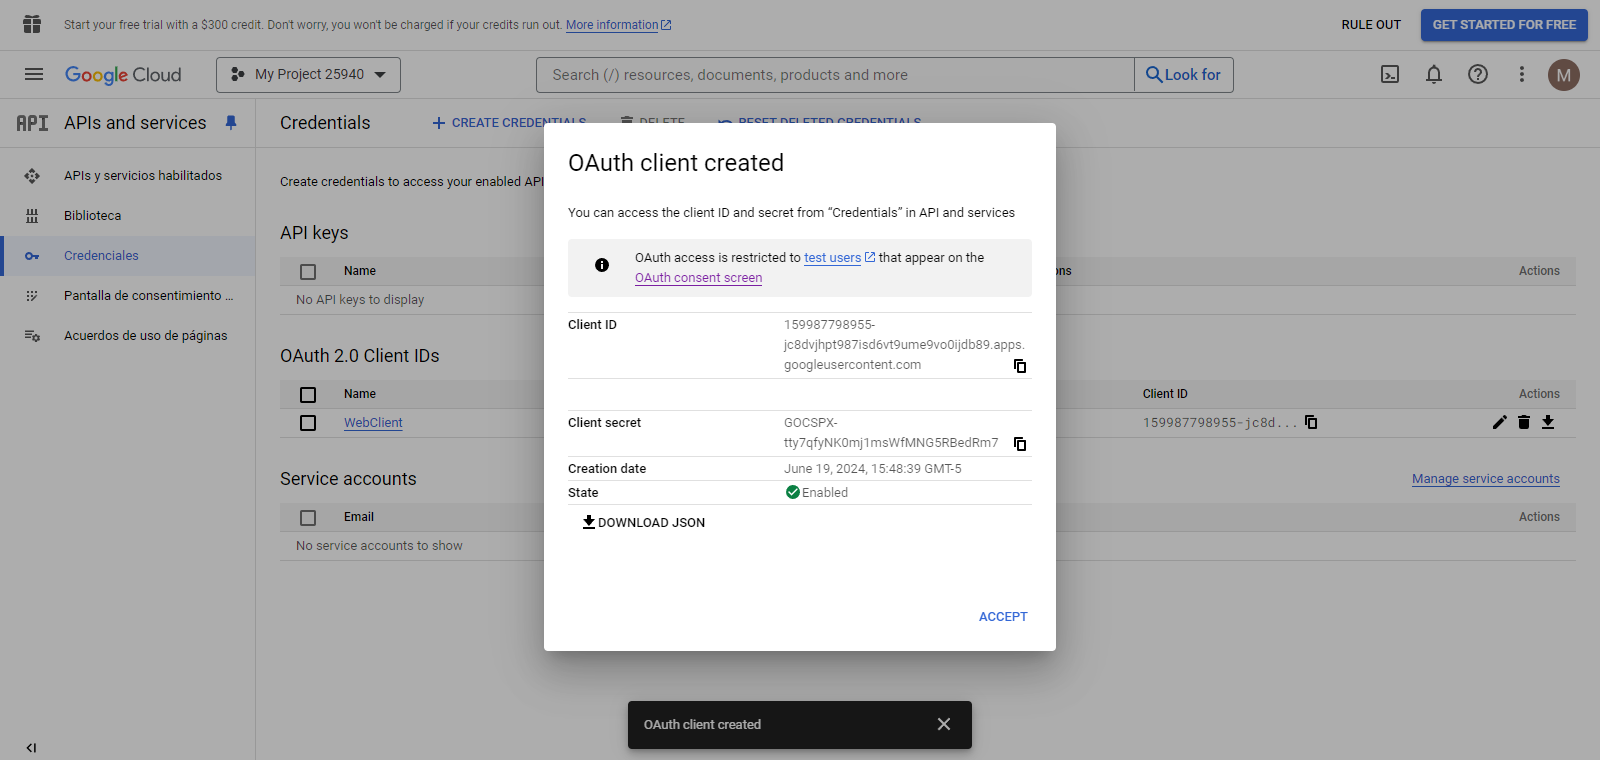 Start your free trial with a $300 credit. Don't worry, you won't be charged if your credits run out. More information
RULE OUT
GET STARTED FOR FREE
Google Cloud
My Project 25940
Search (/) resources, documents, products and more
Look for
M
API
APIs and services
Credentials
CREATE CREDENTIALS
DELETE
RESET DELETED CREDENTIALS
APIs y servicios habilitados
Biblioteca
Credenciales
Pantalla de consentimiento ...
Acuerdos de uso de páginas
Create credentials to access your enabled API
API keys
Name
Actions
No API keys to display
OAuth 2.0 Client IDs
Name
Client ID
Actions
WebClient
159987798955-jc8d...
Service accounts
Manage service accounts
Email
Actions
No service accounts to show
OAuth client created
You can access the client ID and secret from “Credentials” in API and services
OAuth access is restricted to test users that appear on the
OAuth consent screen
Client ID
159987798955-
jc8dvjhpt987isd6vt9ume9vo0ijdb89.apps.
googleusercontent.com
Client secret
GOCSPX-
tty7qfyNK0mj1msWfMNG5RBedRm7
Creation date
June 19, 2024, 15:48:39 GMT-5
State
Enabled
DOWNLOAD JSON
ACCEPT
OAuth client created